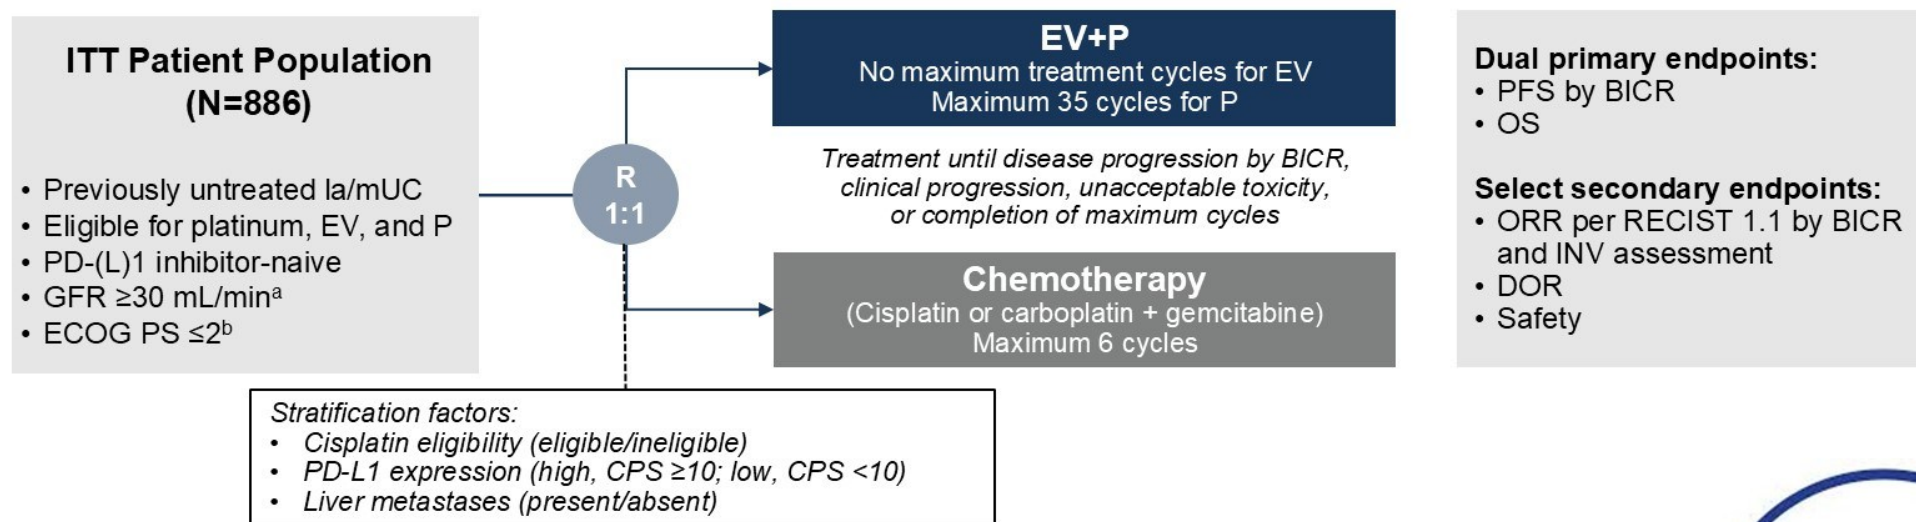 ITT Patient Population
(N=886)
• Previously untreated la/mUC
• Eligible for platinum, EV, and P
• PD-(L)1 inhibitor-naive
• GFR ≥30 mL/minᵃ
• ECOG PS ≤2ᵇ
R
1:1
EV+P
No maximum treatment cycles for EV
Maximum 35 cycles for P
Treatment until disease progression by BICR,
clinical progression, unacceptable toxicity,
or completion of maximum cycles
Chemotherapy
(Cisplatin or carboplatin + gemcitabine)
Maximum 6 cycles
Stratification factors:
• Cisplatin eligibility (eligible/ineligible)
• PD-L1 expression (high, CPS ≥10; low, CPS <10)
• Liver metastases (present/absent)
Dual primary endpoints:
• PFS by BICR
• OS
Select secondary endpoints:
• ORR per RECIST 1.1 by BICR
and INV assessment
• DOR
• Safety